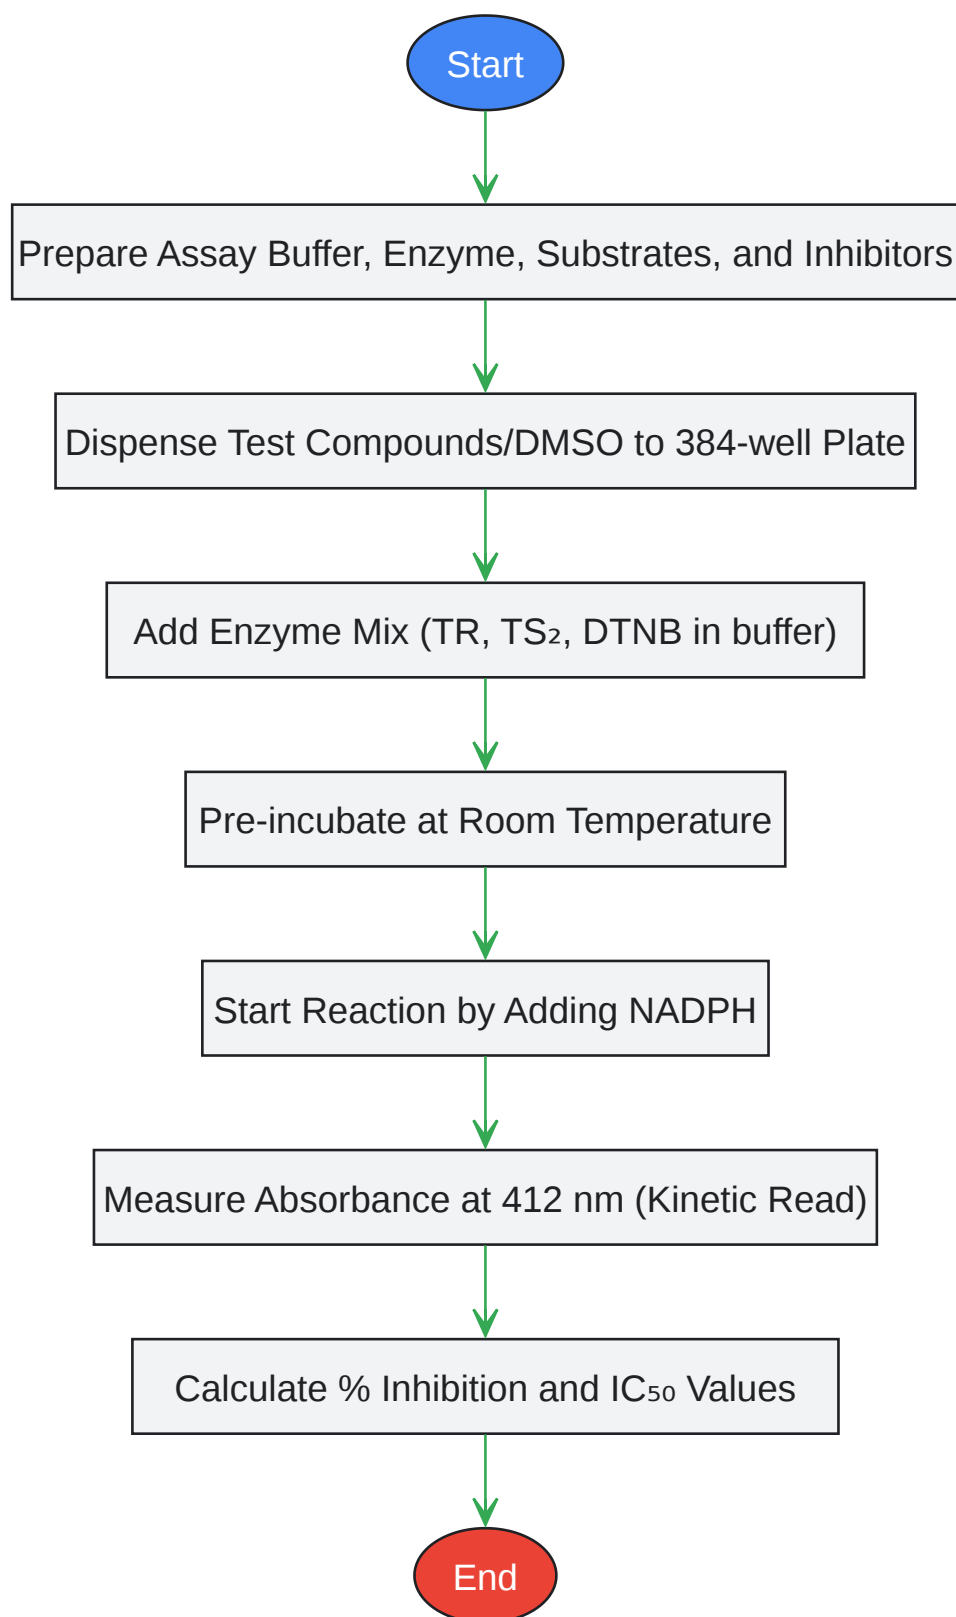 Start
Prepare Assay Buffer, Enzyme, Substrates, and Inhibitors
Dispense Test Compounds/DMSO to 384-well Plate
Add Enzyme Mix (TR, TS₂, DTNB in buffer)
Pre-incubate at Room Temperature
Start Reaction by Adding NADPH
Measure Absorbance at 412 nm (Kinetic Read)
Calculate % Inhibition and IC₅₀ Values
End